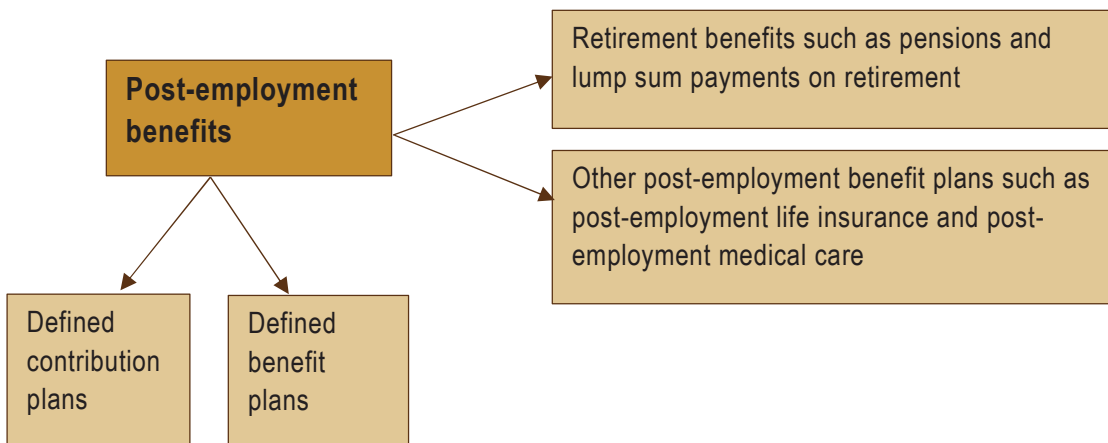 Post-employment
benefits
Retirement benefits such as pensions and
lump sum payments on retirement
Other post-employment benefit plans such as
post-employment life insurance and post-
employment medical care
Defined
contribution
plans
Defined
benefit
plans